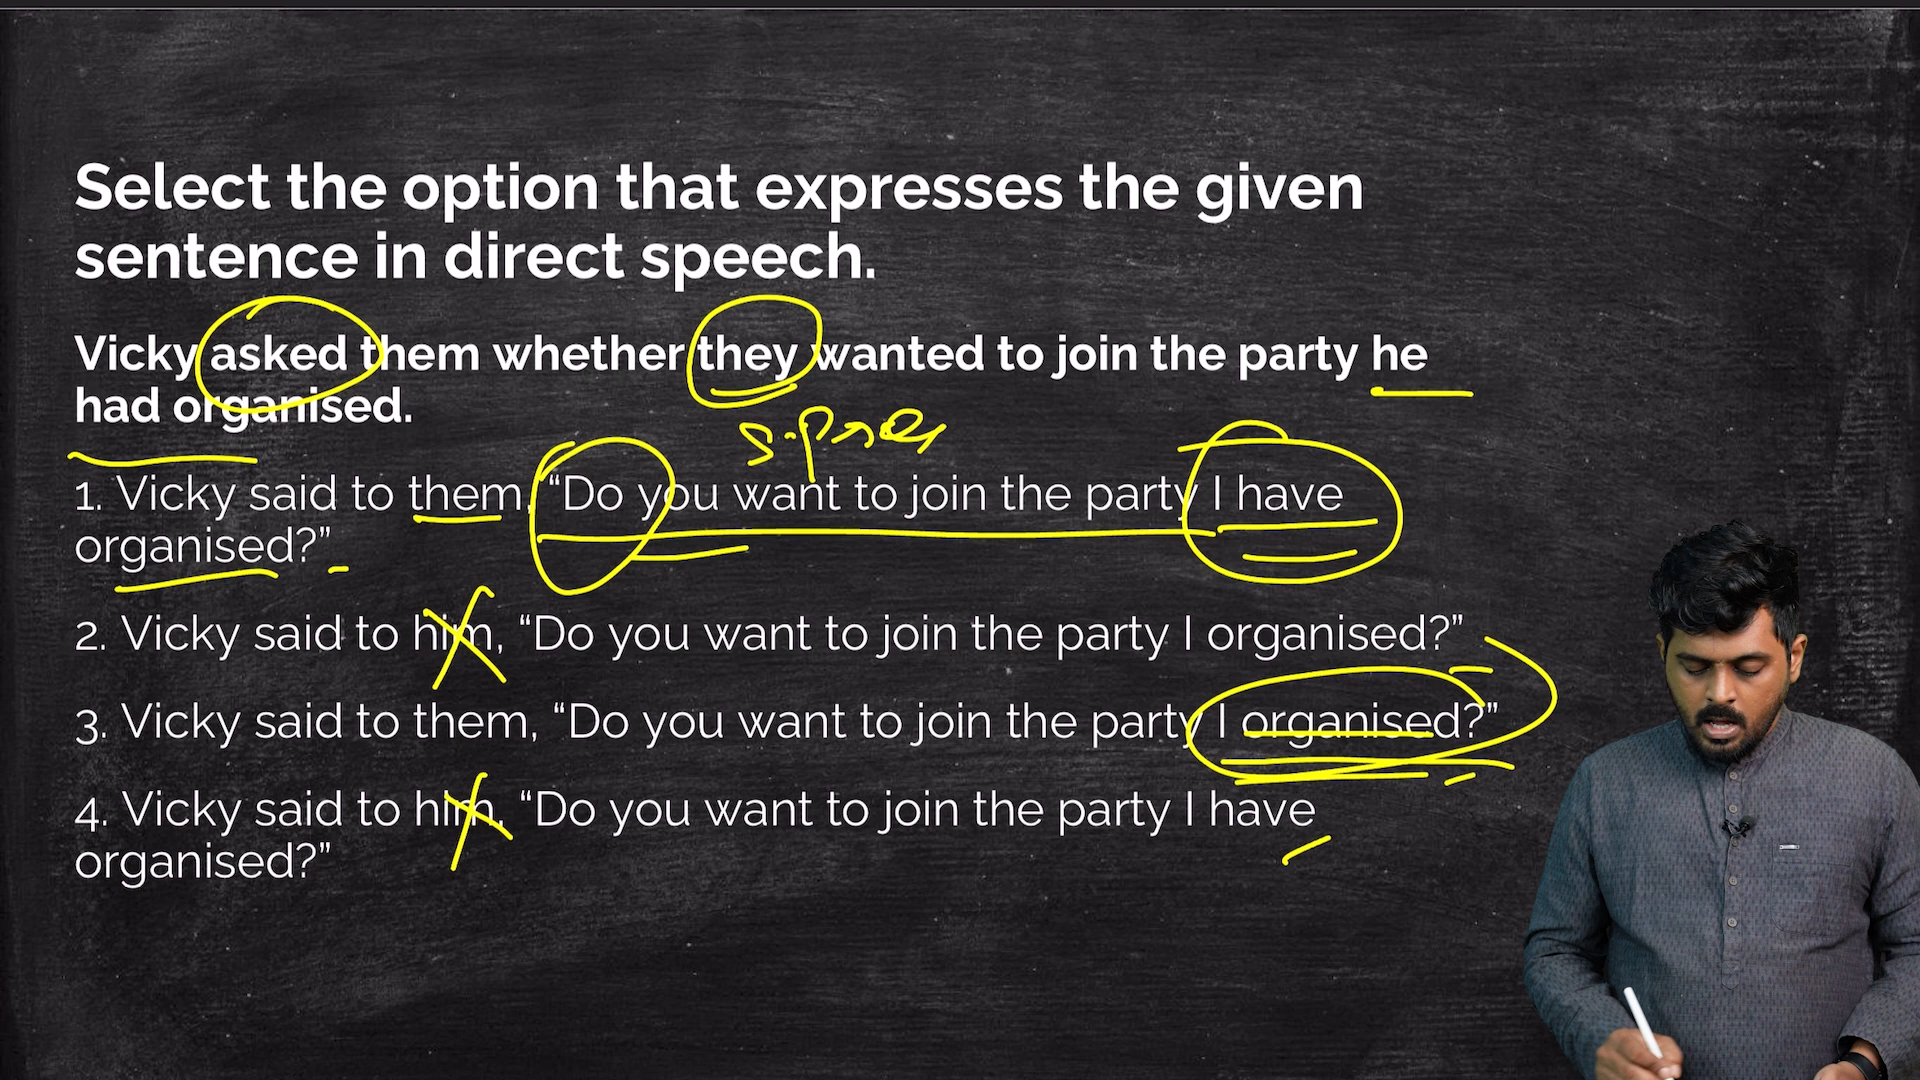 Select the option that expresses the given
sentence in direct speech.
Vicky asked them whether they wanted to join the party he
had organised.
1. Vicky said to them, “Do you want to join the party I have
organised?”
2. Vicky said to him, “Do you want to join the party I organised?”
3. Vicky said to them, “Do you want to join the party I organised?”
4. Vicky said to him, “Do you want to join the party I have
organised?”